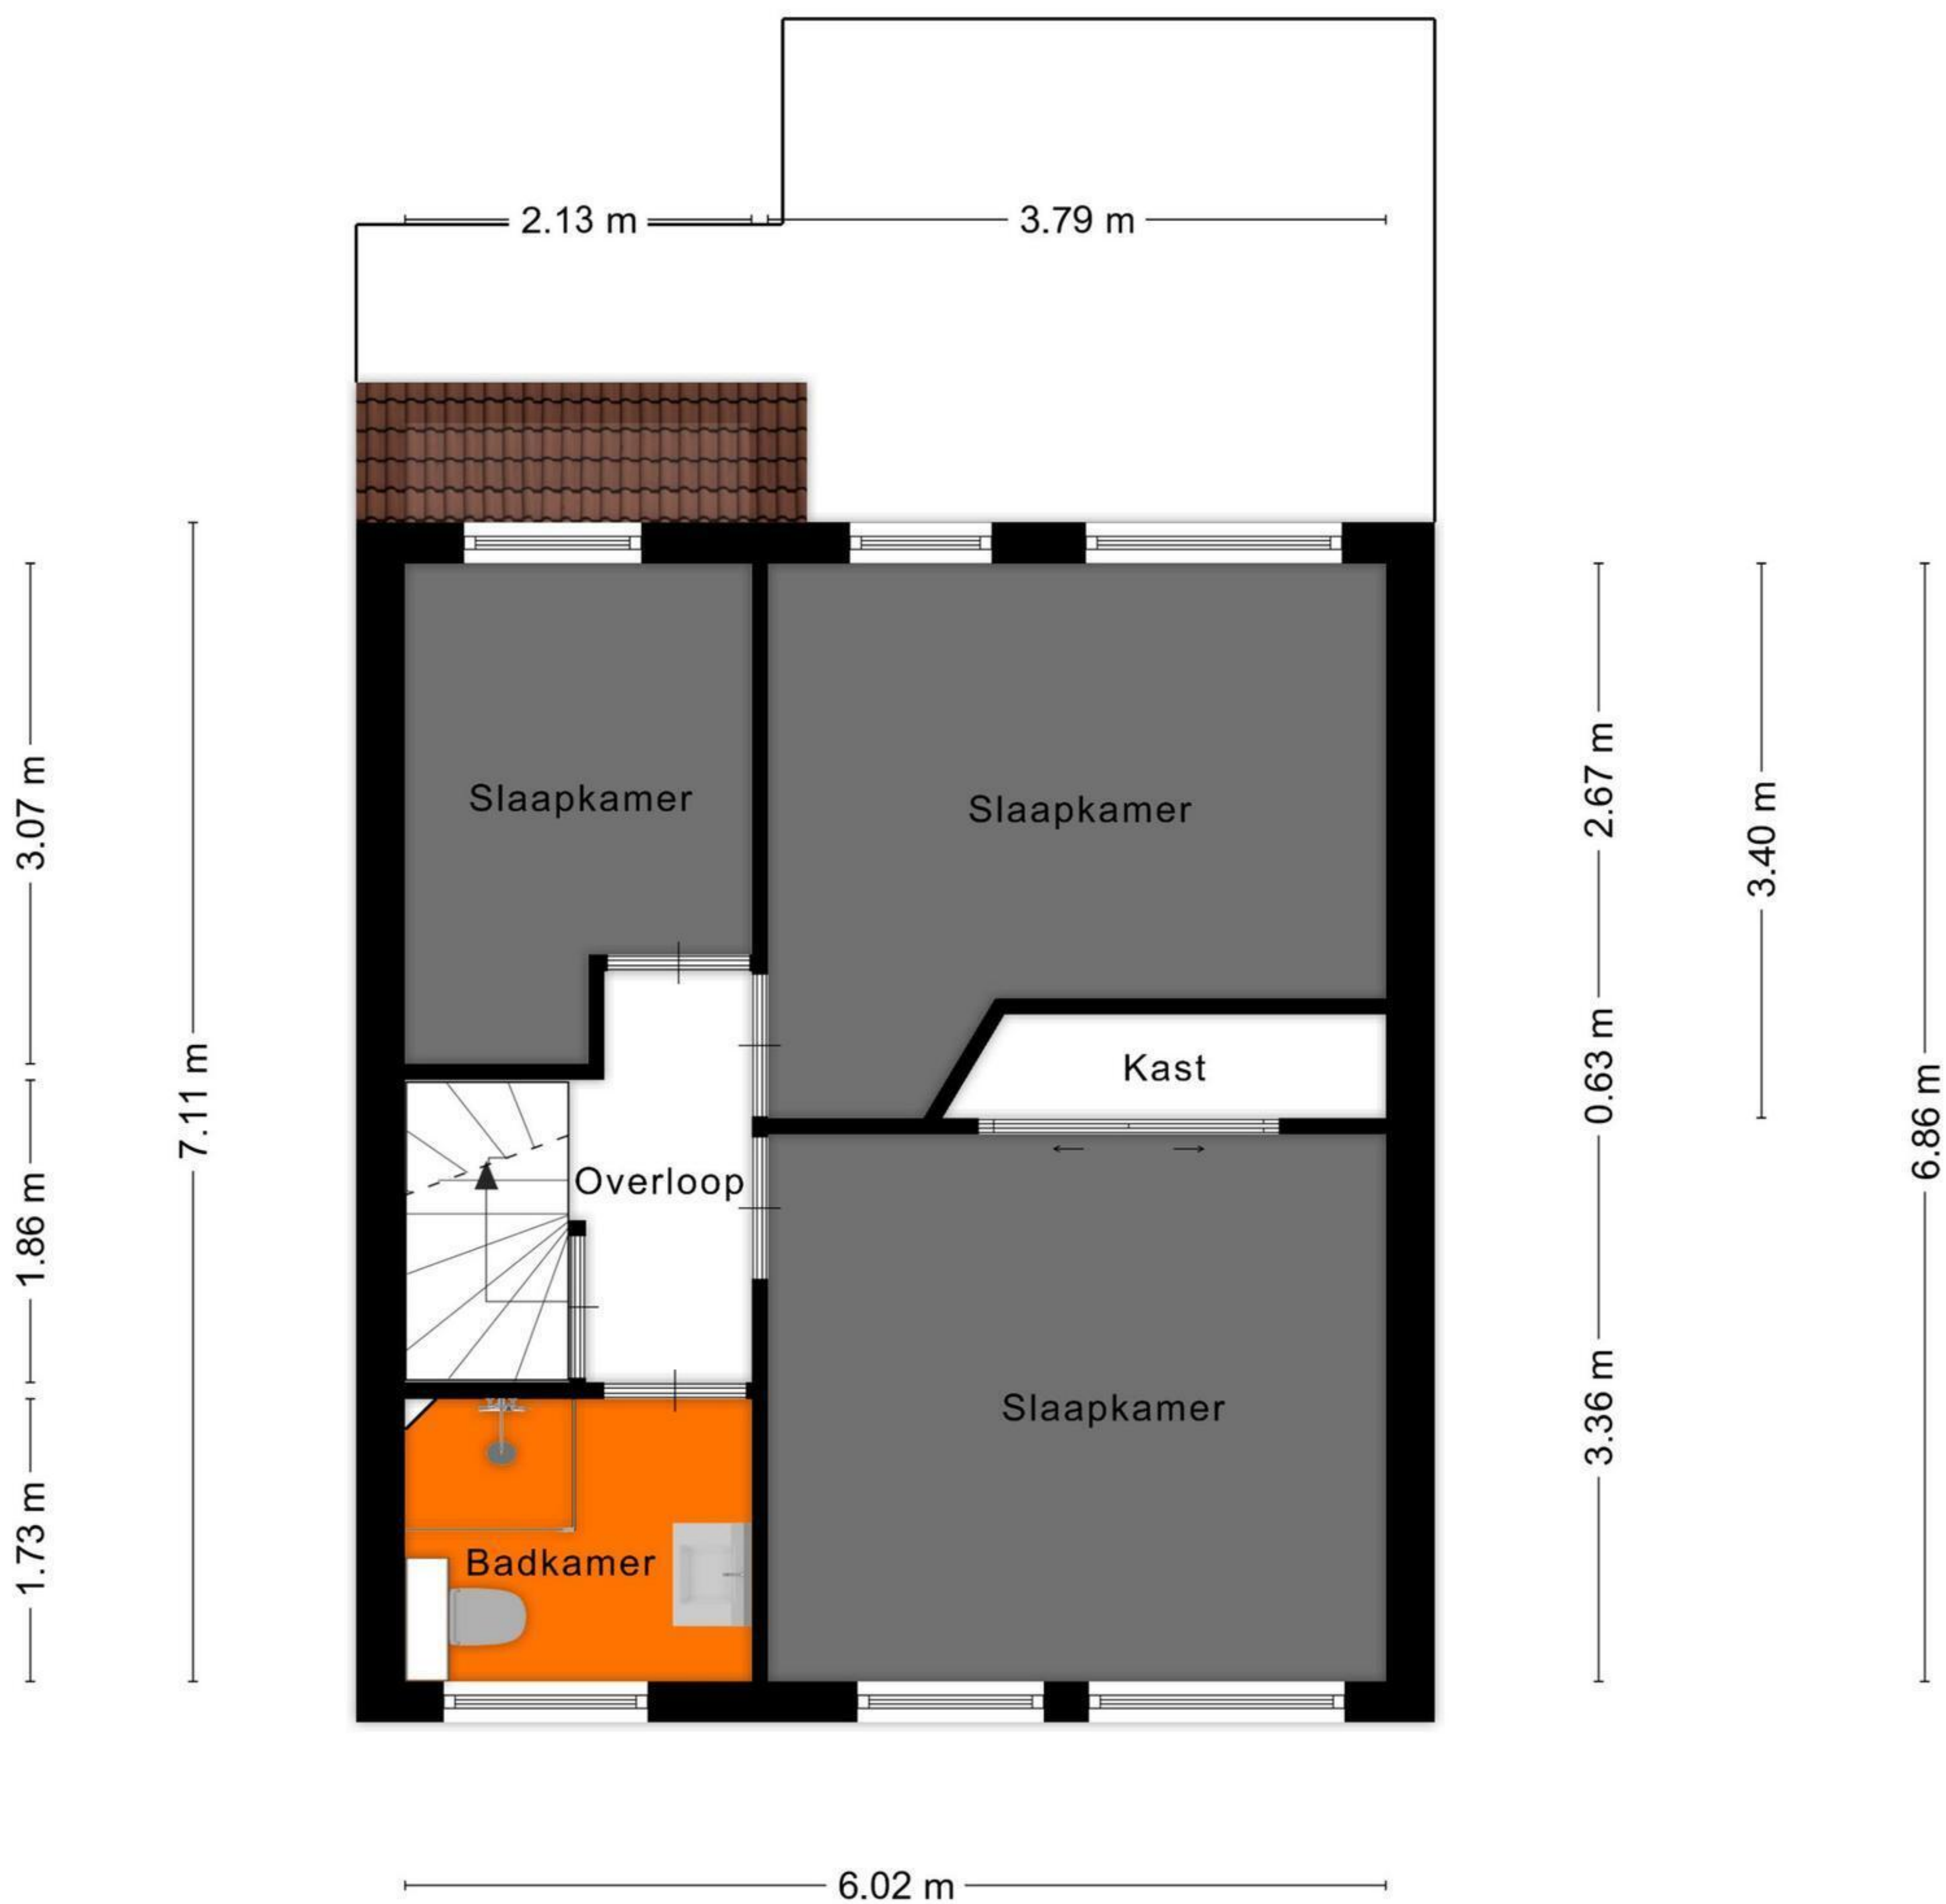 2.13 m
3.79 m
Slaapkamer
Slaapkamer
3.07 m
7.11 m
2.67 m
3.40 m
0.63 m
6.86 m
Kast
Overloop
1.86 m
Slaapkamer
3.36 m
Badkamer
1.73 m
6.02 m